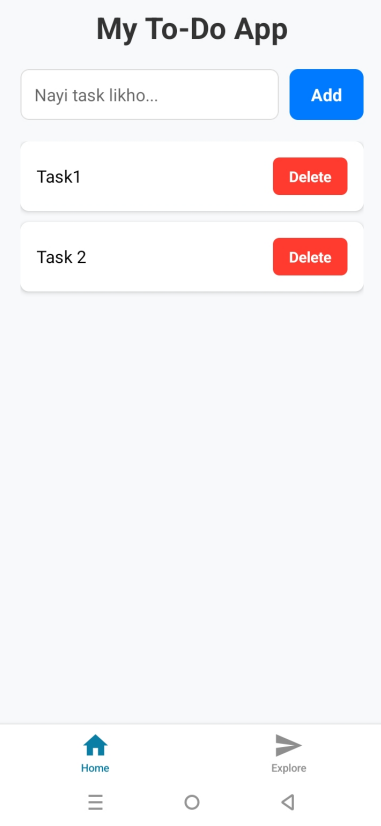 My To-Do App
Nayi task likho...
Add
Task1
Delete
Task 2
Delete
Home
Explore